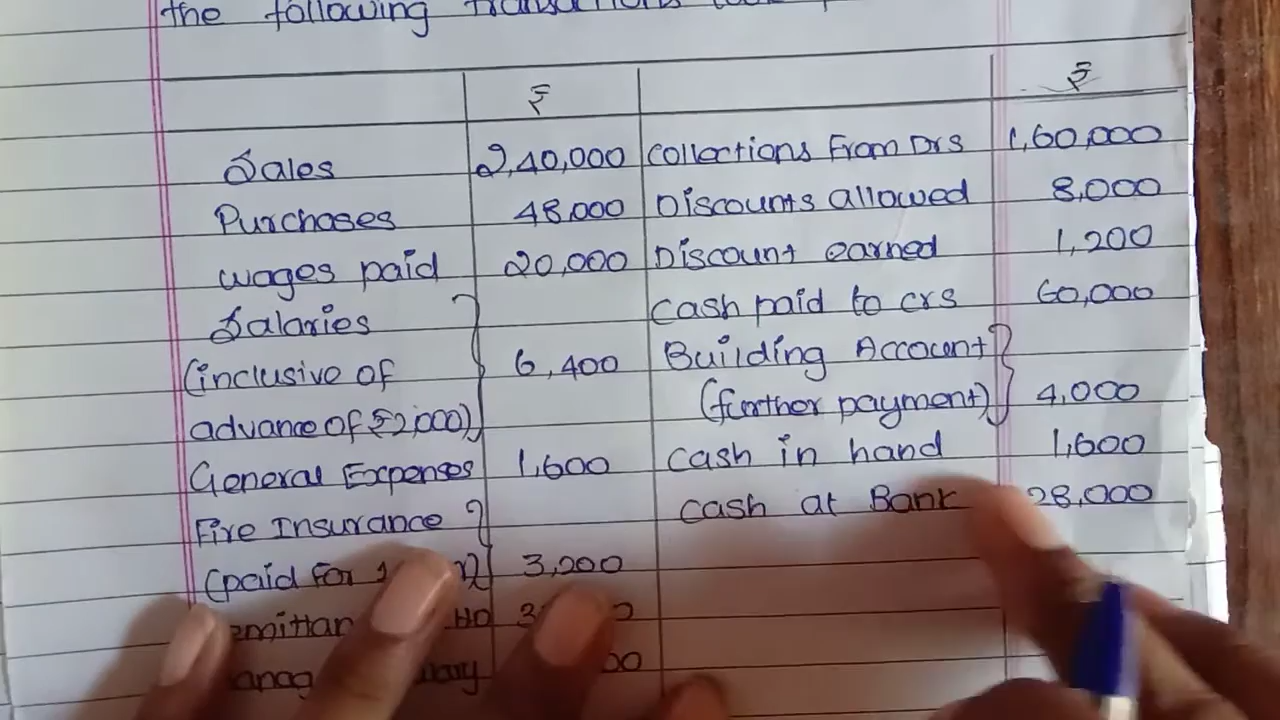 the following
₹ ₹
Sales 2,40,000 Collections From Drs 1,60,000
Purchases 48,000 Discounts allowed 8,000
wages paid 20,000 Discount earned 1,200
Salaries cash paid to crs 60,000
(inclusive of 6,400 Building Account
advance of ₹2,000) (further payment) 4,000
General Expenses 1,600 cash in hand 1,600
Fire Insurance cash at Bank 28,000
(paid for 3,200